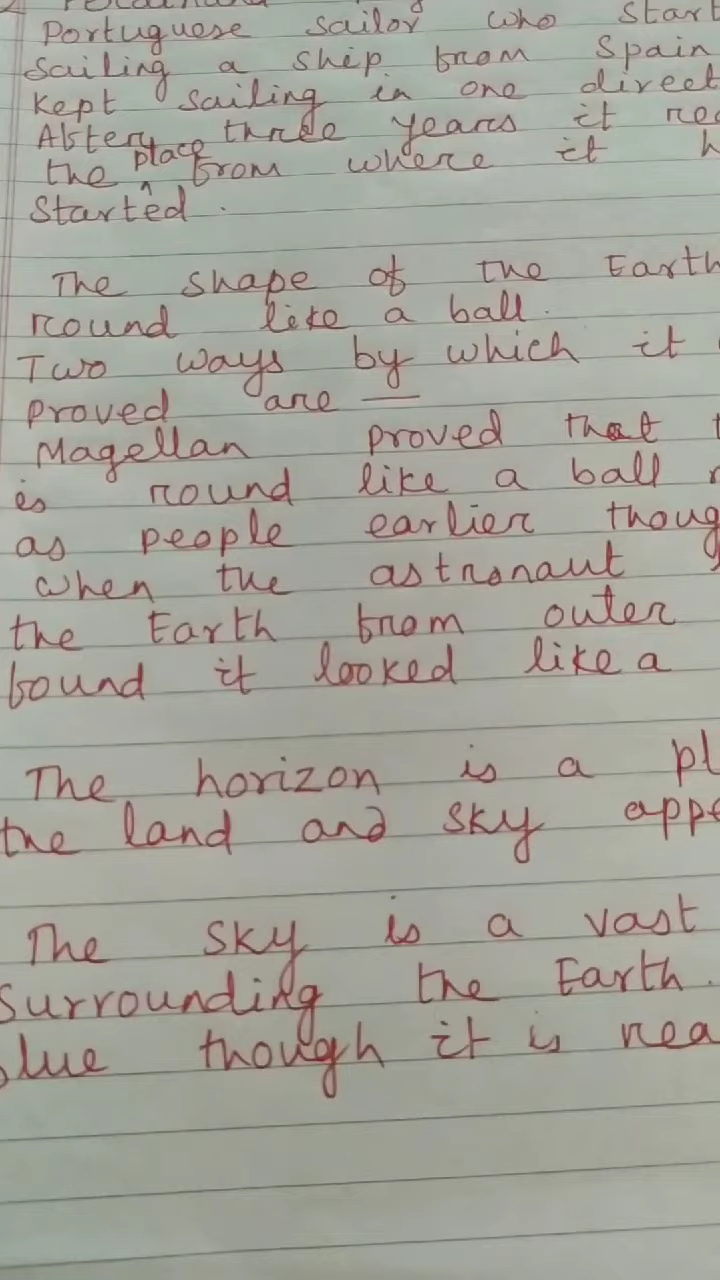 Portuguese sailor who start
sailing a ship from Spain
kept sailing in one direct
After three years it rea
the place from where it h
started.
The shape of the Earth
round like a ball.
Two ways by which it
proved are —
Magellan proved that t
is round like a ball n
as people earlier thoug
when the astronaut s
the Earth from outer
found it looked like a
The horizon is a pl
the land and sky appe
The sky is a vast
surrounding the Earth.
blue though it is rea